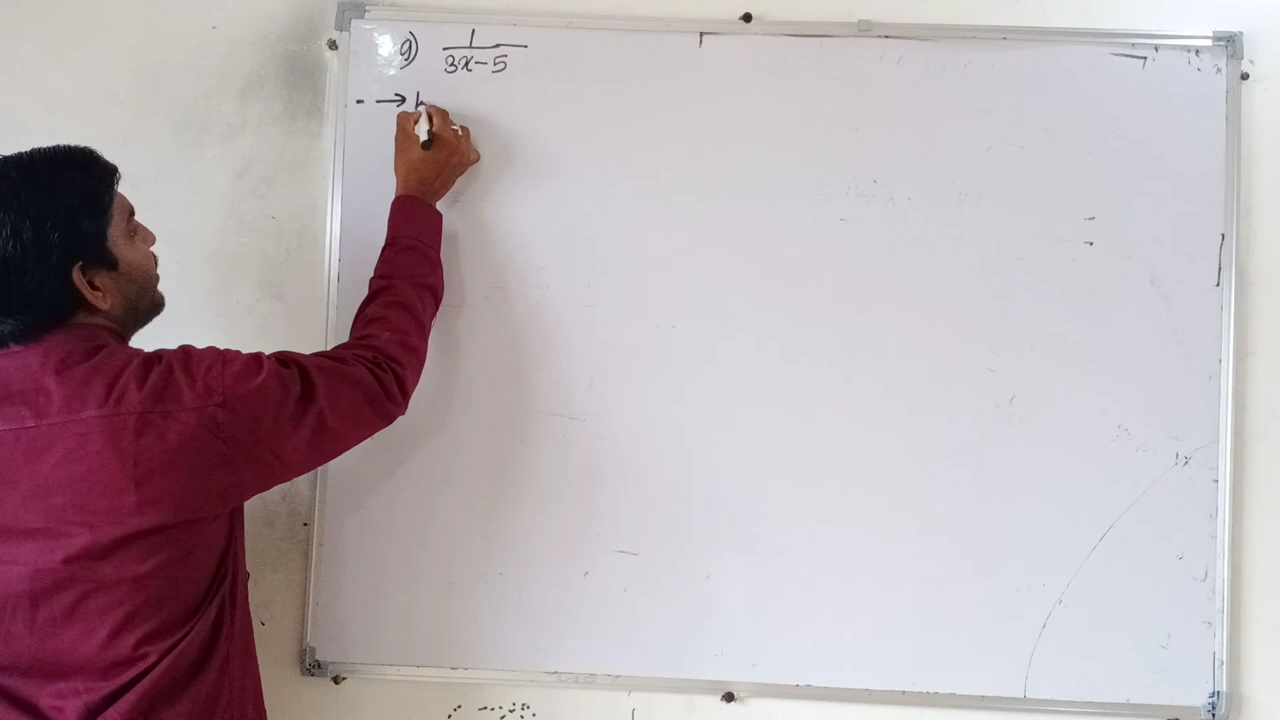 9) 1/(3x-5)
- →